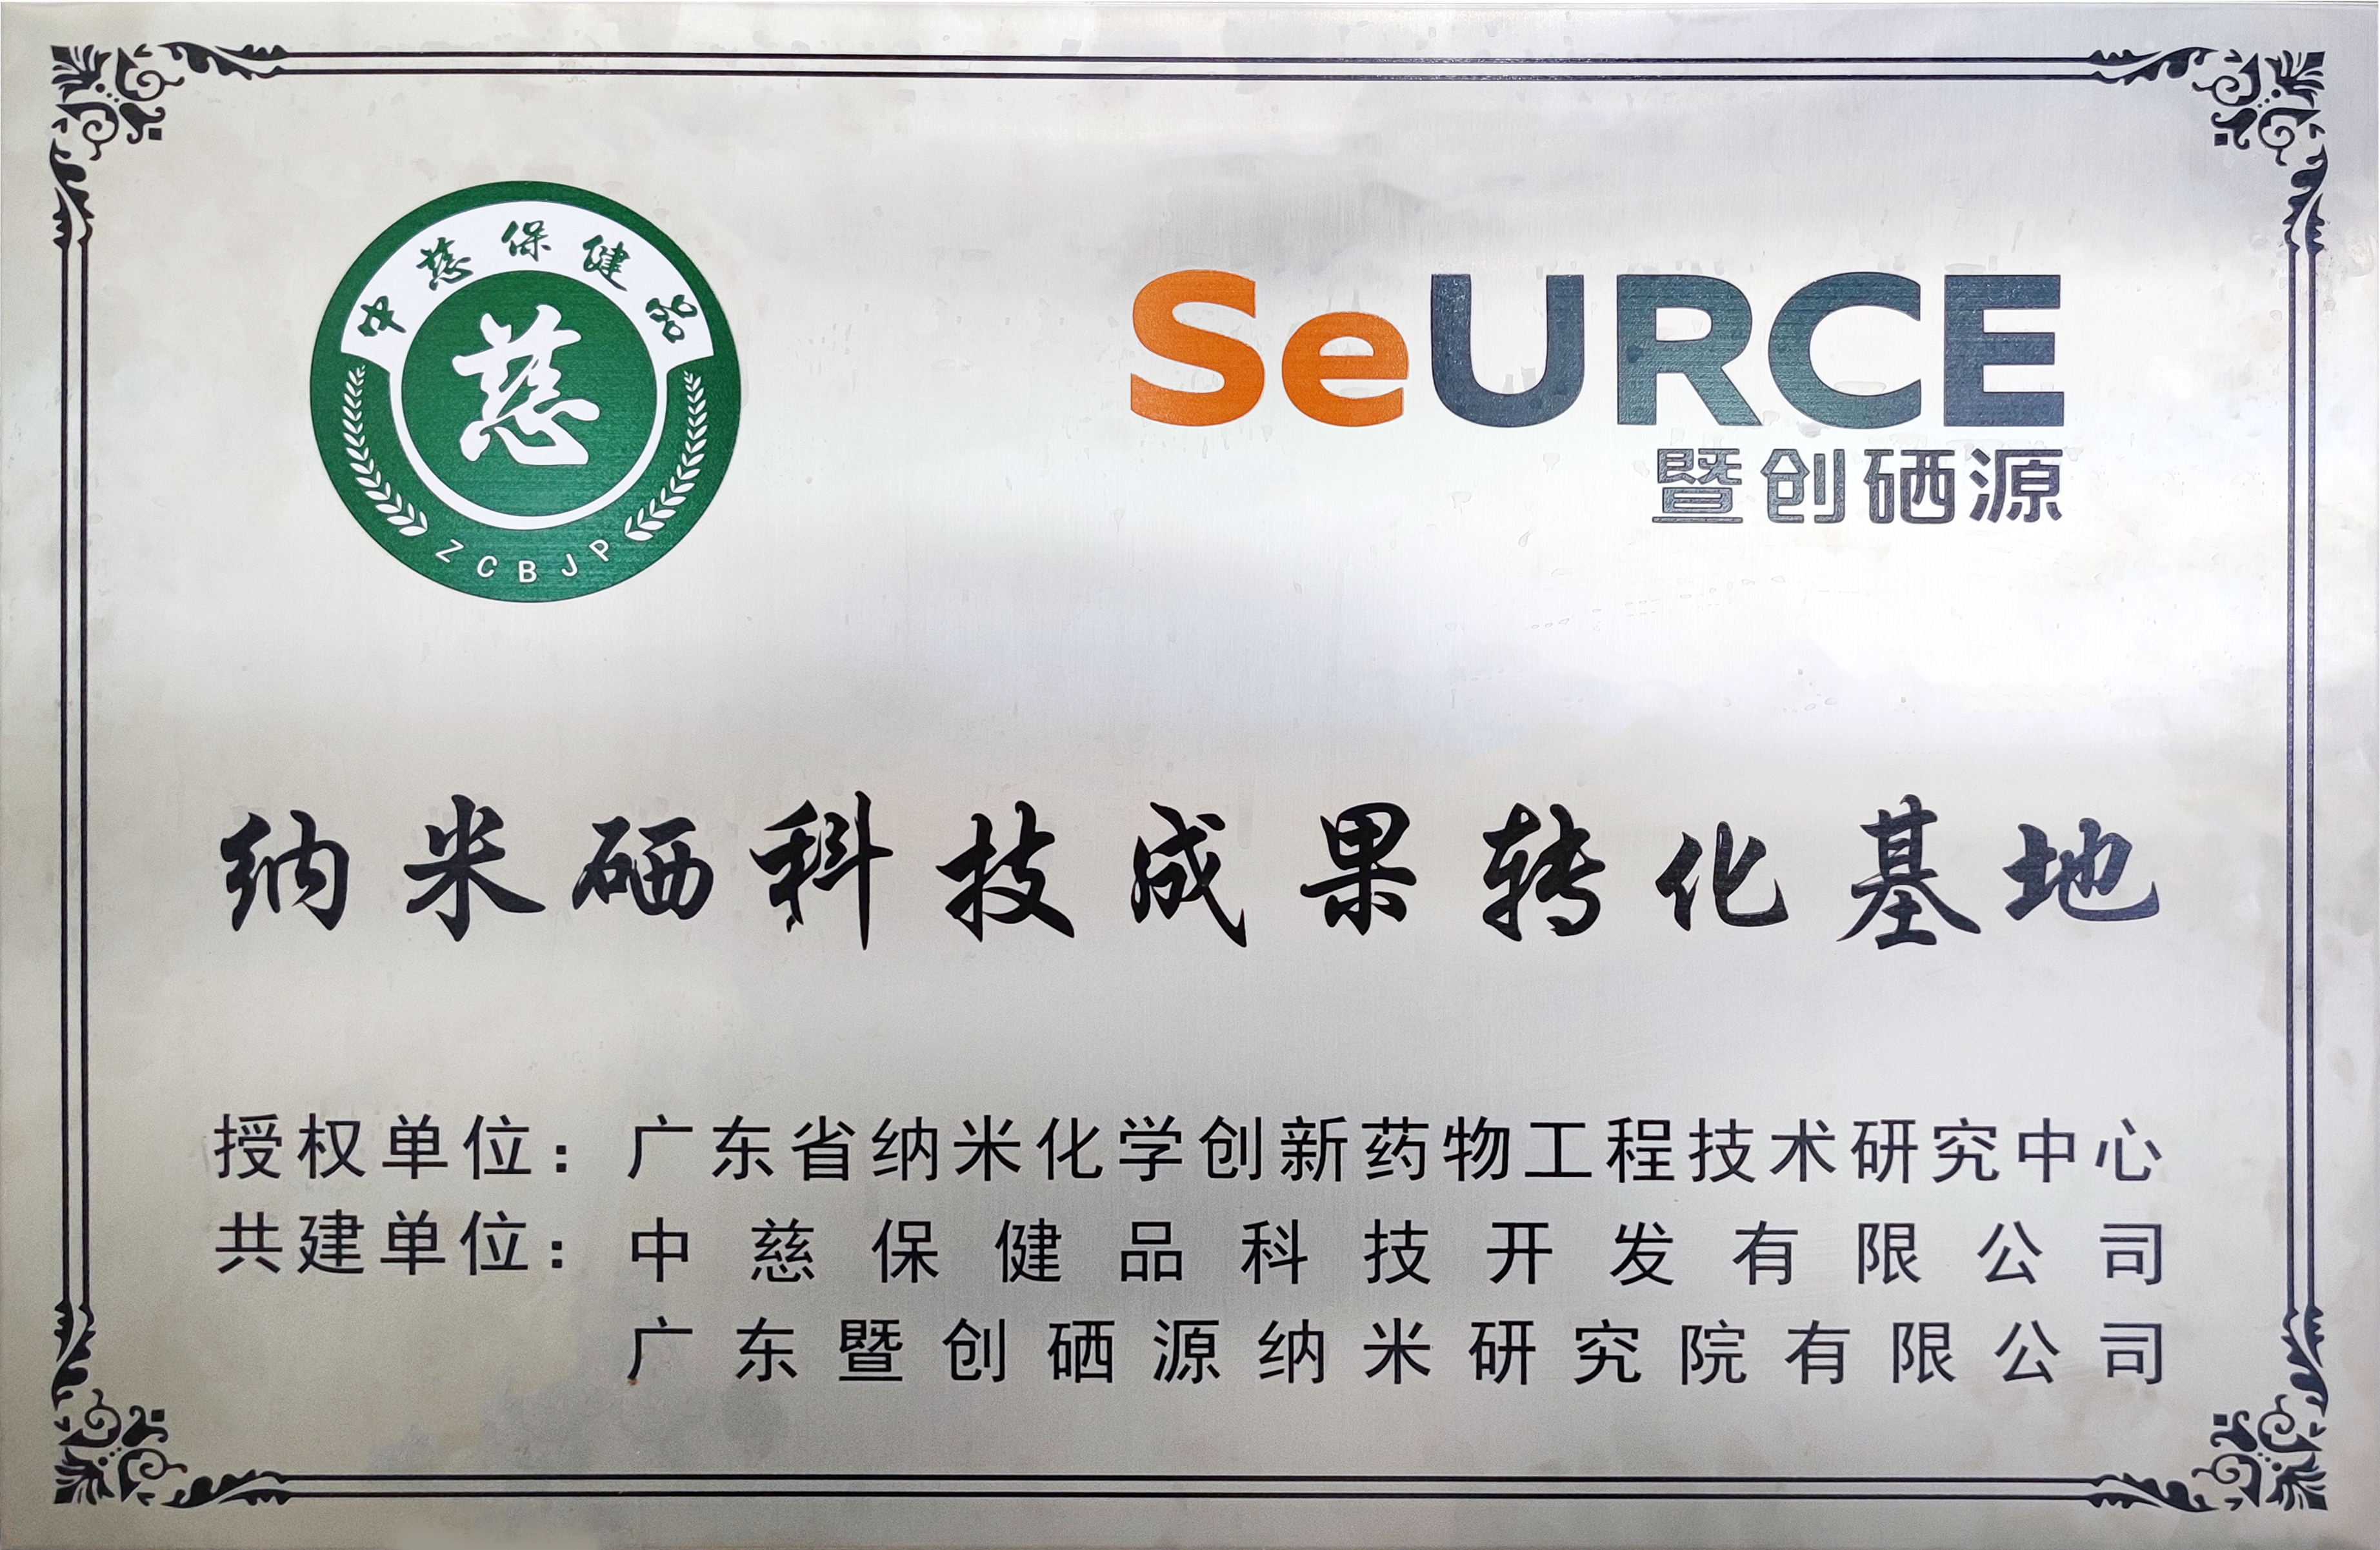 中慈保健品
慈
ZCBJP
SeURCE
暨创硒源
纳米硒科技成果转化基地
授权单位：广东省纳米化学创新药物工程技术研究中心
共建单位：中慈保健品科技开发有限公司
广东暨创硒源纳米研究院有限公司